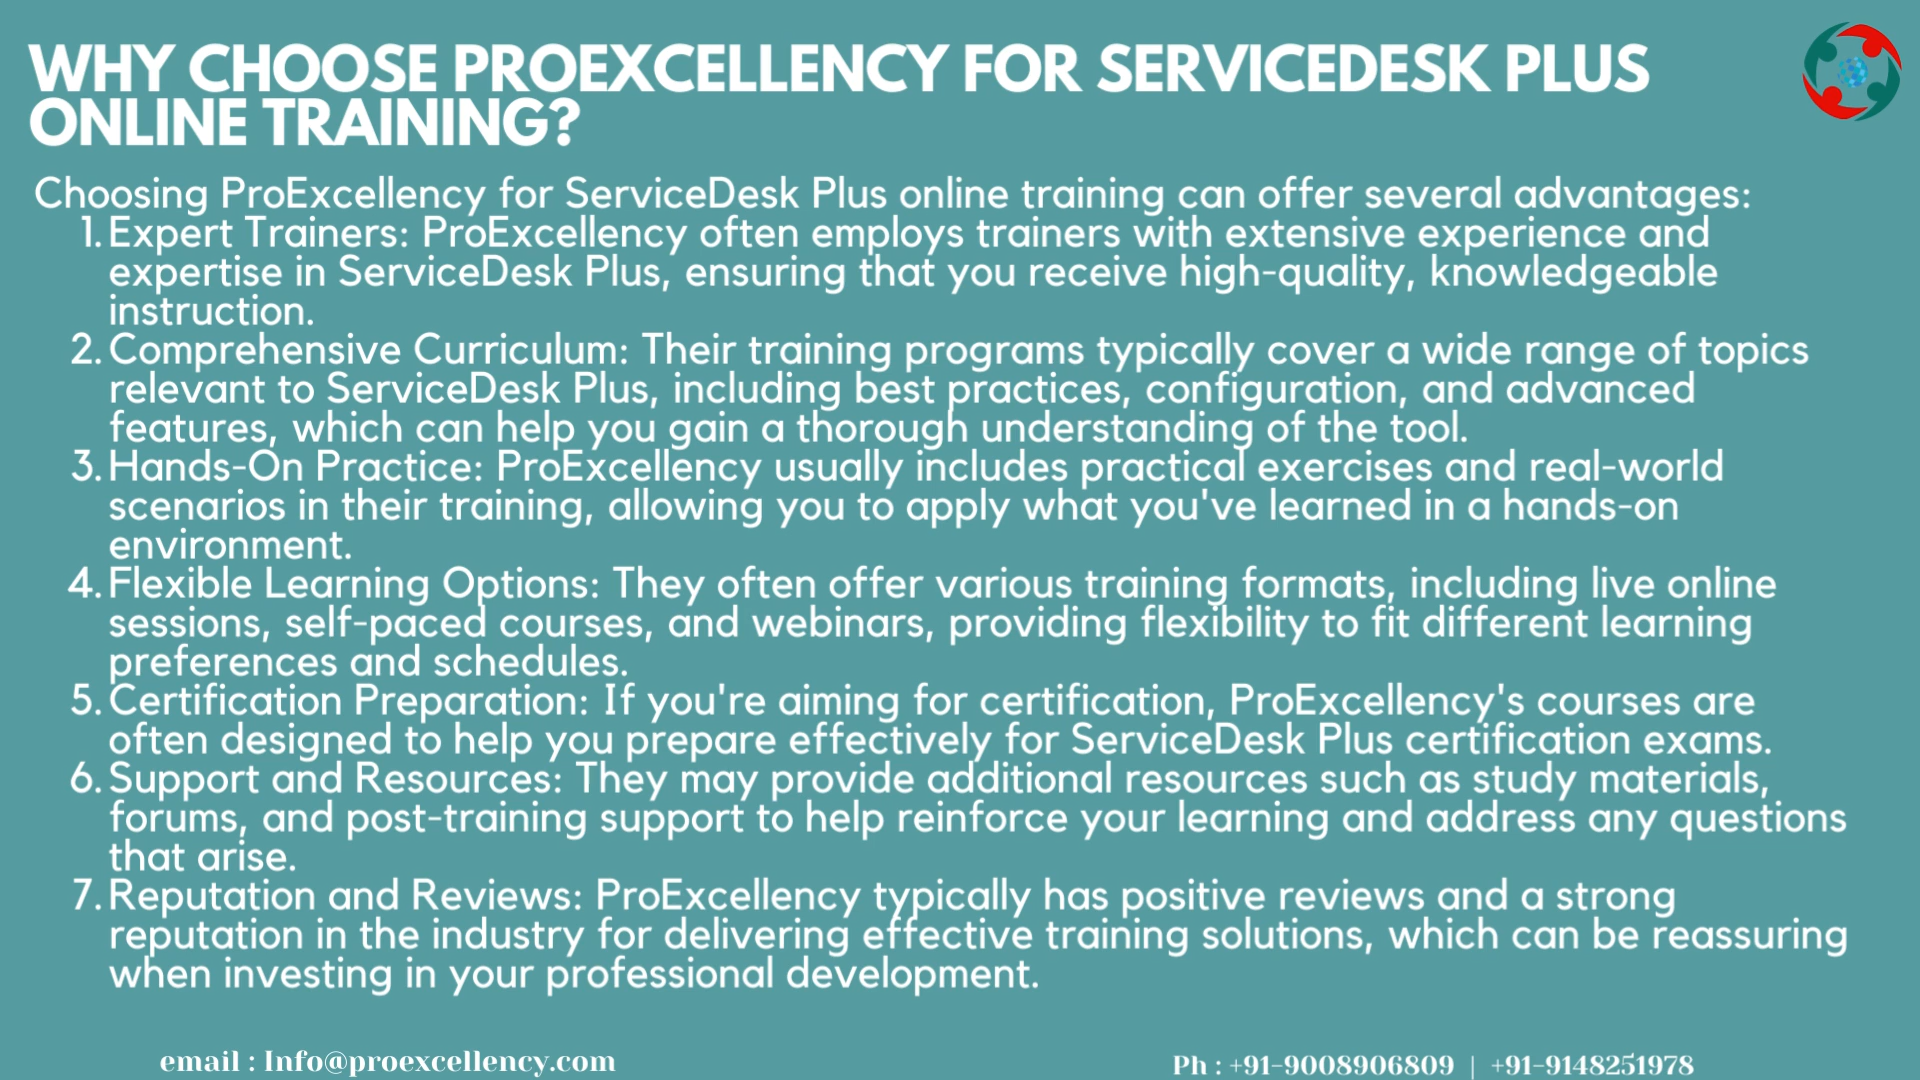 WHY CHOOSE PROEXCELLENCY FOR SERVICEDESK PLUS
ONLINE TRAINING?
Choosing ProExcellency for ServiceDesk Plus online training can offer several advantages:
1. Expert Trainers: ProExcellency often employs trainers with extensive experience and
expertise in ServiceDesk Plus, ensuring that you receive high-quality, knowledgeable
instruction.
2. Comprehensive Curriculum: Their training programs typically cover a wide range of topics
relevant to ServiceDesk Plus, including best practices, configuration, and advanced
features, which can help you gain a thorough understanding of the tool.
3. Hands-On Practice: ProExcellency usually includes practical exercises and real-world
scenarios in their training, allowing you to apply what you've learned in a hands-on
environment.
4. Flexible Learning Options: They often offer various training formats, including live online
sessions, self-paced courses, and webinars, providing flexibility to fit different learning
preferences and schedules.
5. Certification Preparation: If you're aiming for certification, ProExcellency's courses are
often designed to help you prepare effectively for ServiceDesk Plus certification exams.
6. Support and Resources: They may provide additional resources such as study materials,
forums, and post-training support to help reinforce your learning and address any questions
that arise.
7. Reputation and Reviews: ProExcellency typically has positive reviews and a strong
reputation in the industry for delivering effective training solutions, which can be reassuring
when investing in your professional development.
email : Info@proexcellency.com
Ph : +91-9008906809 | +91-9148251978